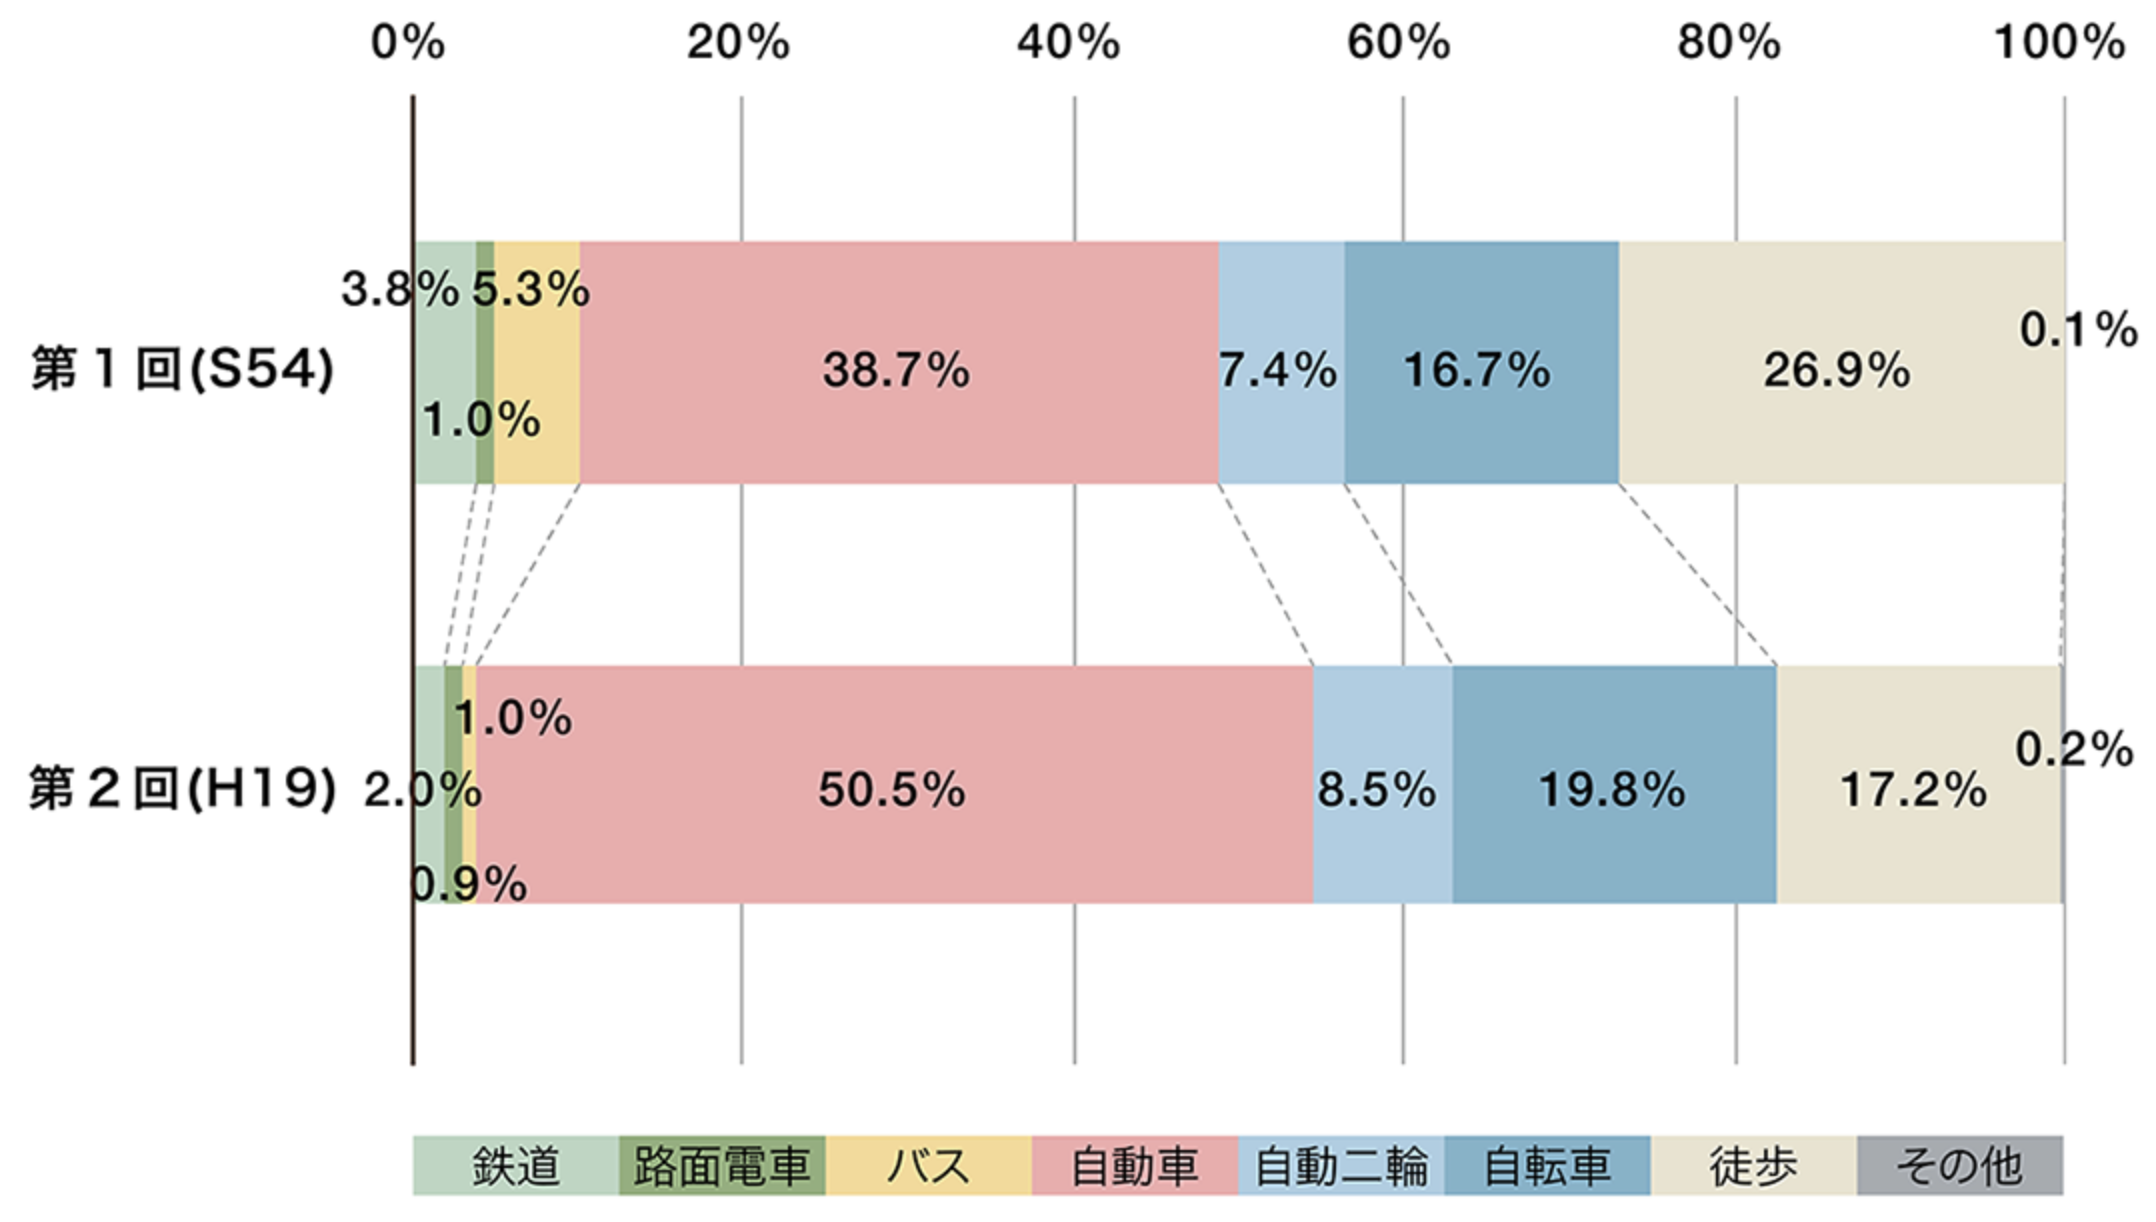 0% 20% 40% 60% 80% 100%
3.8% 5.3%
0.1%
第1回(S54) 38.7% 7.4% 16.7% 26.9%
1.0%
1.0%
0.2%
第2回(H19) 2.0% 50.5% 8.5% 19.8% 17.2%
0.9%
鉄道 路面電車 バス 自動車 自動二輪 自転車 徒歩 その他